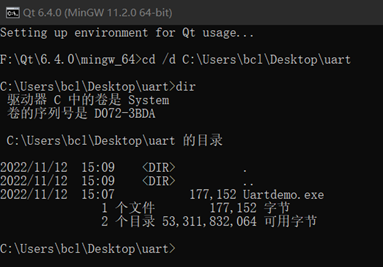 Qt 6.4.0 (MinGW 11.2.0 64-bit)
Setting up environment for Qt usage...
F:\Qt\6.4.0\mingw_64>cd /d C:\Users\bcl\Desktop\uart
C:\Users\bcl\Desktop\uart>dir
驱动器 C 中的卷是 System
卷的序列号是 D072-3BDA
C:\Users\bcl\Desktop\uart 的目录
2022/11/12  15:09    <DIR>          .
2022/11/12  15:09    <DIR>          ..
2022/11/12  15:07           177,152 Uartdemo.exe
1 个文件        177,152 字节
2 个目录 53,311,832,064 可用字节
C:\Users\bcl\Desktop\uart>